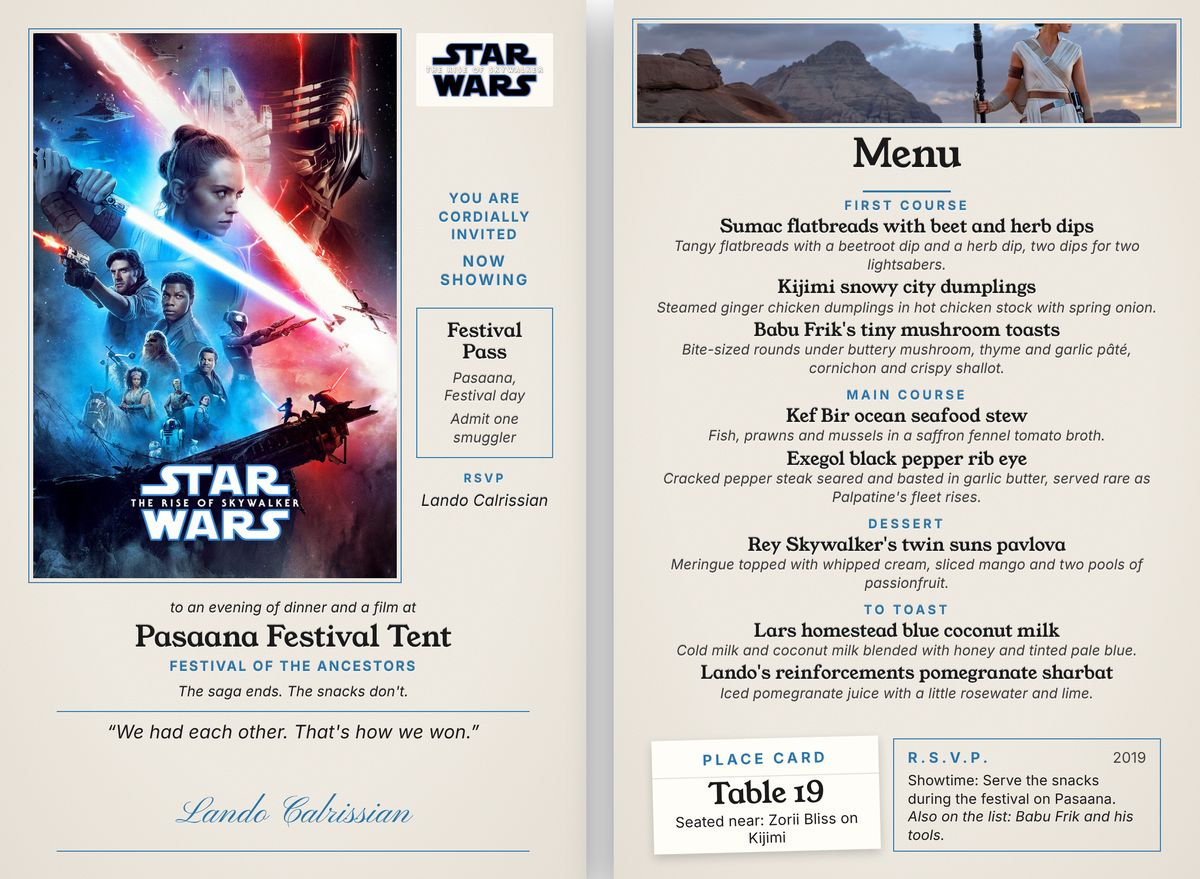 STAR
THE RISE OF SKYWALKER
WARS
STAR
THE RISE OF SKYWALKER
WARS
YOU ARE
CORDIALLY
INVITED
NOW
SHOWING
Festival
Pass
Pasaana,
Festival day
Admit one
smuggler
RSVP
Lando Calrissian
to an evening of dinner and a film at
Pasaana Festival Tent
FESTIVAL OF THE ANCESTORS
The saga ends. The snacks don't.
“We had each other. That's how we won.”
Lando Calrissian
Menu
FIRST COURSE
Sumac flatbreads with beet and herb dips
Tangy flatbreads with a beetroot dip and a herb dip, two dips for two
lightsabers.
Kijimi snowy city dumplings
Steamed ginger chicken dumplings in hot chicken stock with spring onion.
Babu Frik's tiny mushroom toasts
Bite-sized rounds under buttery mushroom, thyme and garlic pâté,
cornichon and crispy shallot.
MAIN COURSE
Kef Bir ocean seafood stew
Fish, prawns and mussels in a saffron fennel tomato broth.
Exegol black pepper rib eye
Cracked pepper steak seared and basted in garlic butter, served rare as
Palpatine's fleet rises.
DESSERT
Rey Skywalker's twin suns pavlova
Meringue topped with whipped cream, sliced mango and two pools of
passionfruit.
TO TOAST
Lars homestead blue coconut milk
Cold milk and coconut milk blended with honey and tinted pale blue.
Lando's reinforcements pomegranate sharbat
Iced pomegranate juice with a little rosewater and lime.
PLACE CARD
Table 19
Seated near: Zorii Bliss on
Kijimi
R.S.V.P. 2019
Showtime: Serve the snacks
during the festival on Pasaana.
Also on the list: Babu Frik and his
tools.